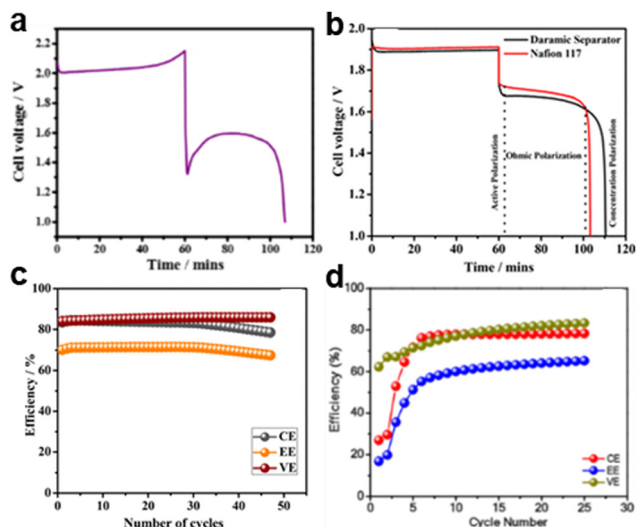 a
Cell voltage / V
2.2
2.0
1.8
1.6
1.4
1.2
1.0
0 20 40 60 80 100 120
Time / mins
b
Cell voltage / V
2.0
1.8
1.6
1.4
1.2
1.0
Daramic Separator
Nafion 117
Active Polarization
Ohmic Polarization
Concentration Polarization
0 20 40 60 80 100 120
Time / mins
c
Efficiency / %
100
80
60
40
20
0
CE
EE
VE
0 10 20 30 40 50
Number of cycles
d
Efficiency (%)
100
80
60
40
20
0
CE
EE
VE
0 5 10 15 20 25 30
Cycle Number